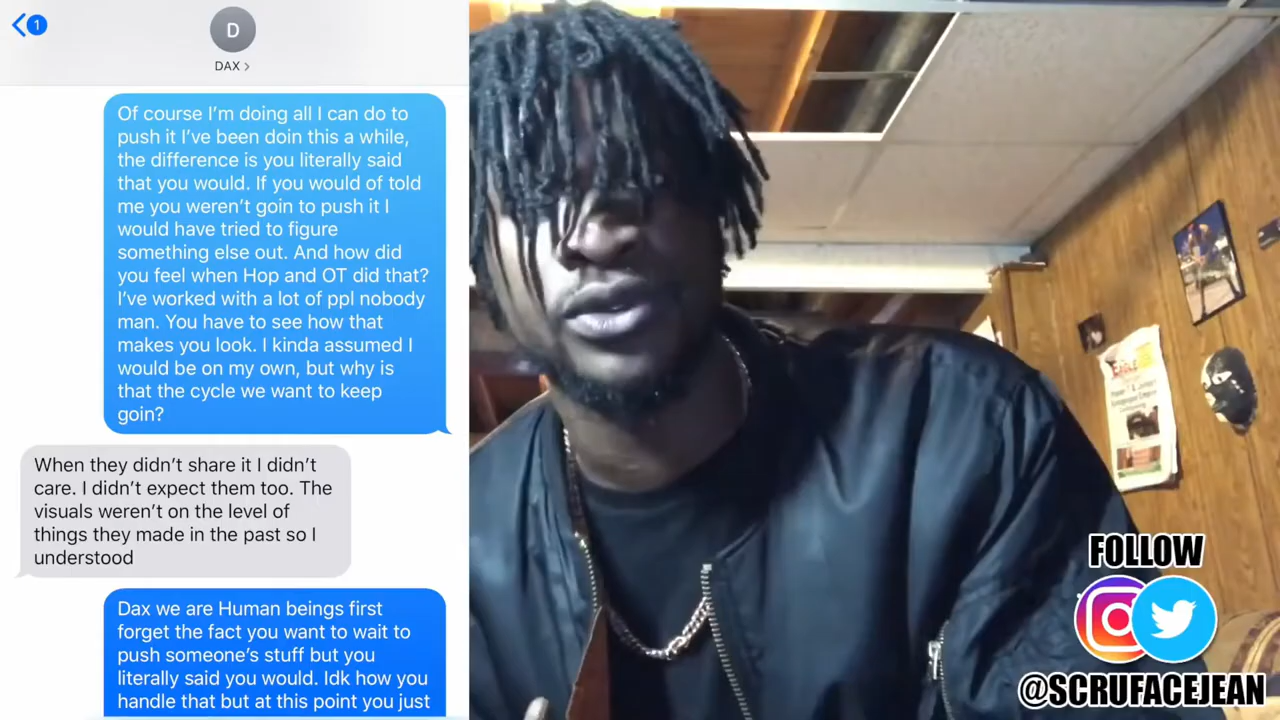 1
D
DAX >
Of course I'm doing all I can do to
push it I've been doin this a while,
the difference is you literally said
that you would. If you would of told
me you weren't goin to push it I
would have tried to figure
something else out. And how did
you feel when Hop and OT did that?
I've worked with a lot of ppl nobody
man. You have to see how that
makes you look. I kinda assumed I
would be on my own, but why is
that the cycle we want to keep
goin?
When they didn't share it I didn't
care. I didn't expect them too. The
visuals weren't on the level of
things they made in the past so I
understood
Dax we are Human beings first
forget the fact you want to wait to
push someone's stuff but you
literally said you would. Idk how you
handle that but at this point you just
EAGLE
FOLLOW
@SCRUFACEJEAN